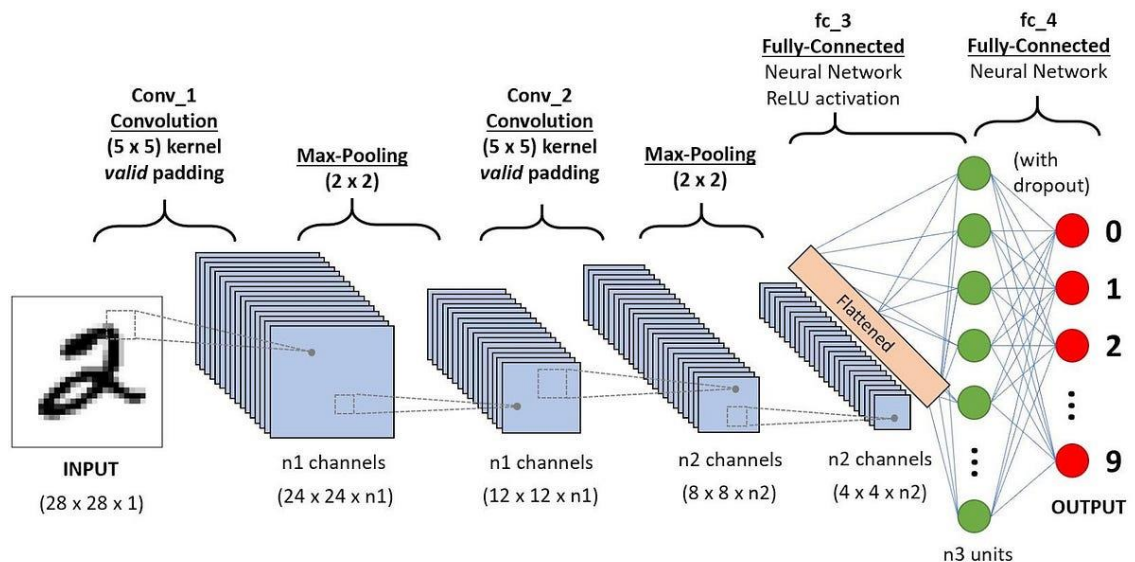 fc_3
Fully-Connected
Neural Network
ReLU activation
fc_4
Fully-Connected
Neural Network
Conv_1
Convolution
(5 x 5) kernel
valid padding
Max-Pooling
(2 x 2)
Conv_2
Convolution
(5 x 5) kernel
valid padding
Max-Pooling
(2 x 2)
(with
dropout)
0
1
2
9
Flattened
INPUT
(28 x 28 x 1)
n1 channels
(24 x 24 x n1)
n1 channels
(12 x 12 x n1)
n2 channels
(8 x 8 x n2)
n2 channels
(4 x 4 x n2)
OUTPUT
n3 units
2